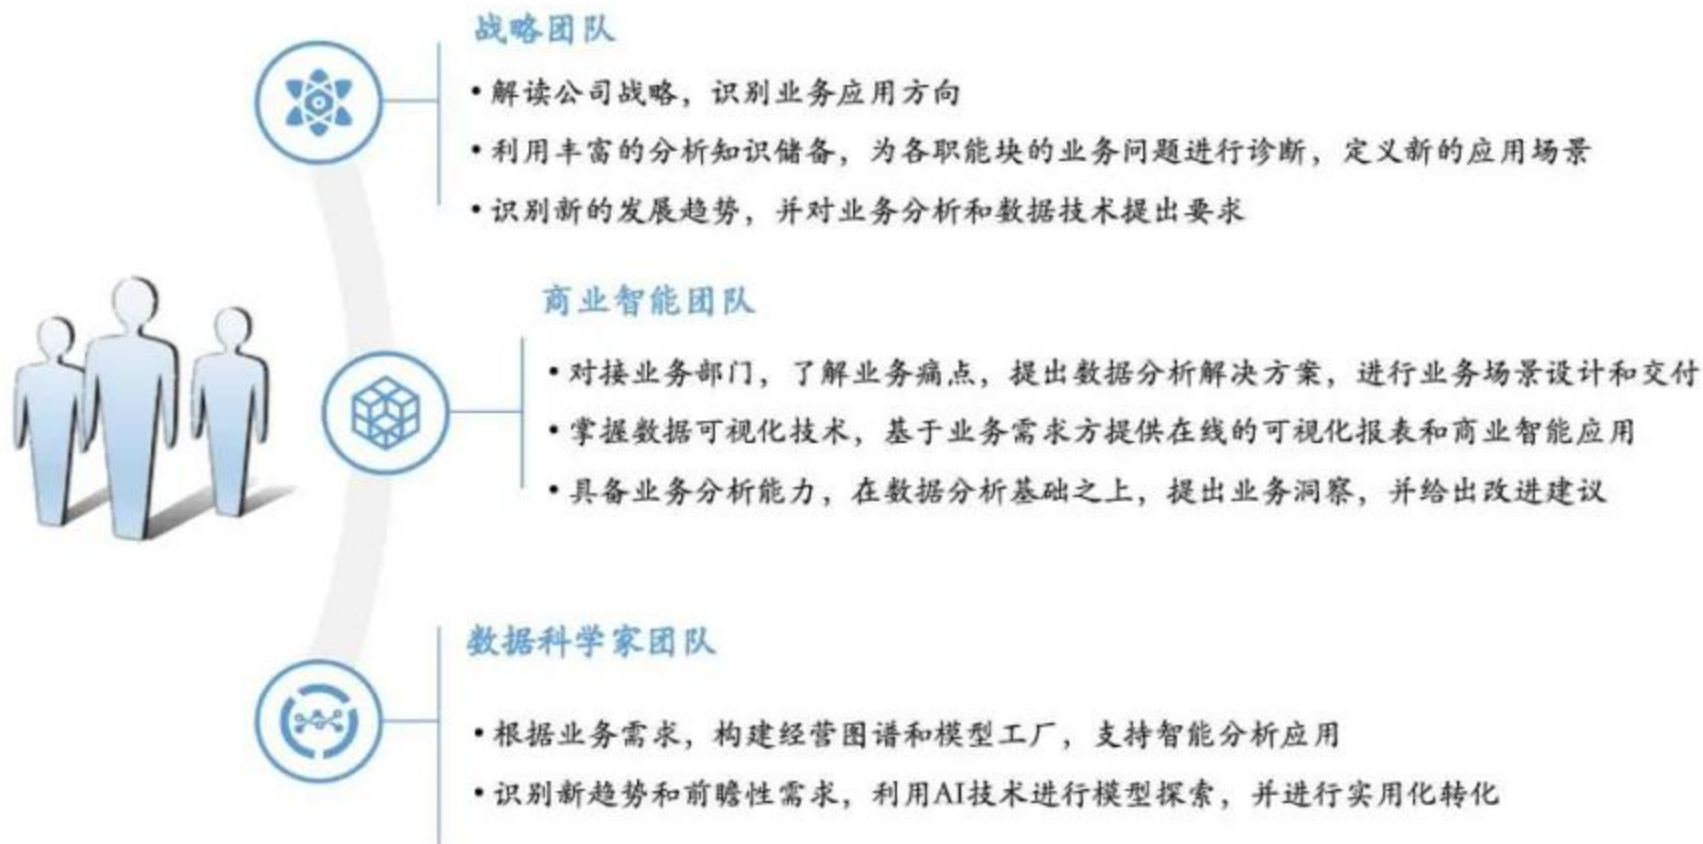 战略团队
•解读公司战略，识别业务应用方向
•利用丰富的分析知识储备，为各职能块的业务问题进行诊断，定义新的应用场景
•识别新的发展趋势，并对业务分析和数据技术提出要求
商业智能团队
•对接业务部门，了解业务痛点，提出数据分析解决方案，进行业务场景设计和交付
•掌握数据可视化技术，基于业务需求方提供在线的可视化报表和商业智能应用
•具备业务分析能力，在数据分析基础之上，提出业务洞察，并给出改进建议
数据科学家团队
•根据业务需求，构建经营图谱和模型工厂，支持智能分析应用
•识别新趋势和前瞻性需求，利用AI技术进行模型探索，并进行实用化转化